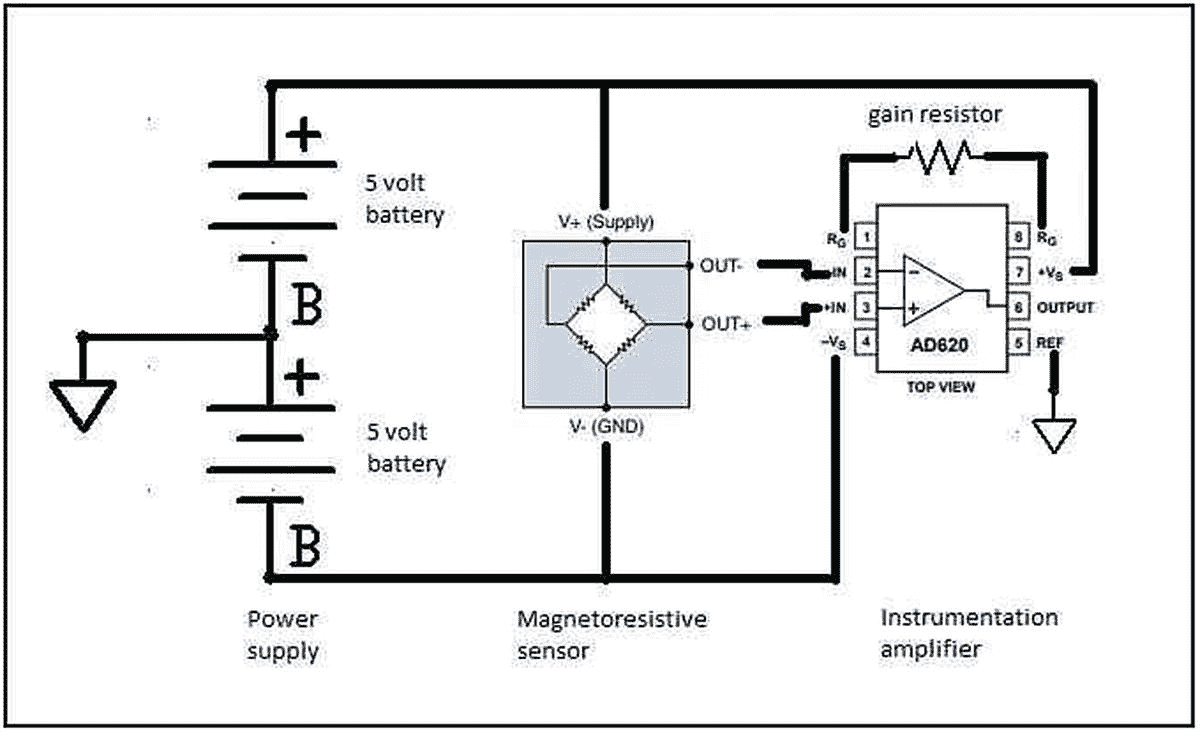 gain resistor
+
5 volt
battery
B
+
5 volt
battery
B
V+ (Supply)
OUT-
OUT+
V- (GND)
RG 1
-IN 2
+IN 3
-VS 4
8 RG
7 +VS
6 OUTPUT
5 REF
−
+
AD620
TOP VIEW
Power
supply
Magnetoresistive
sensor
Instrumentation
amplifier